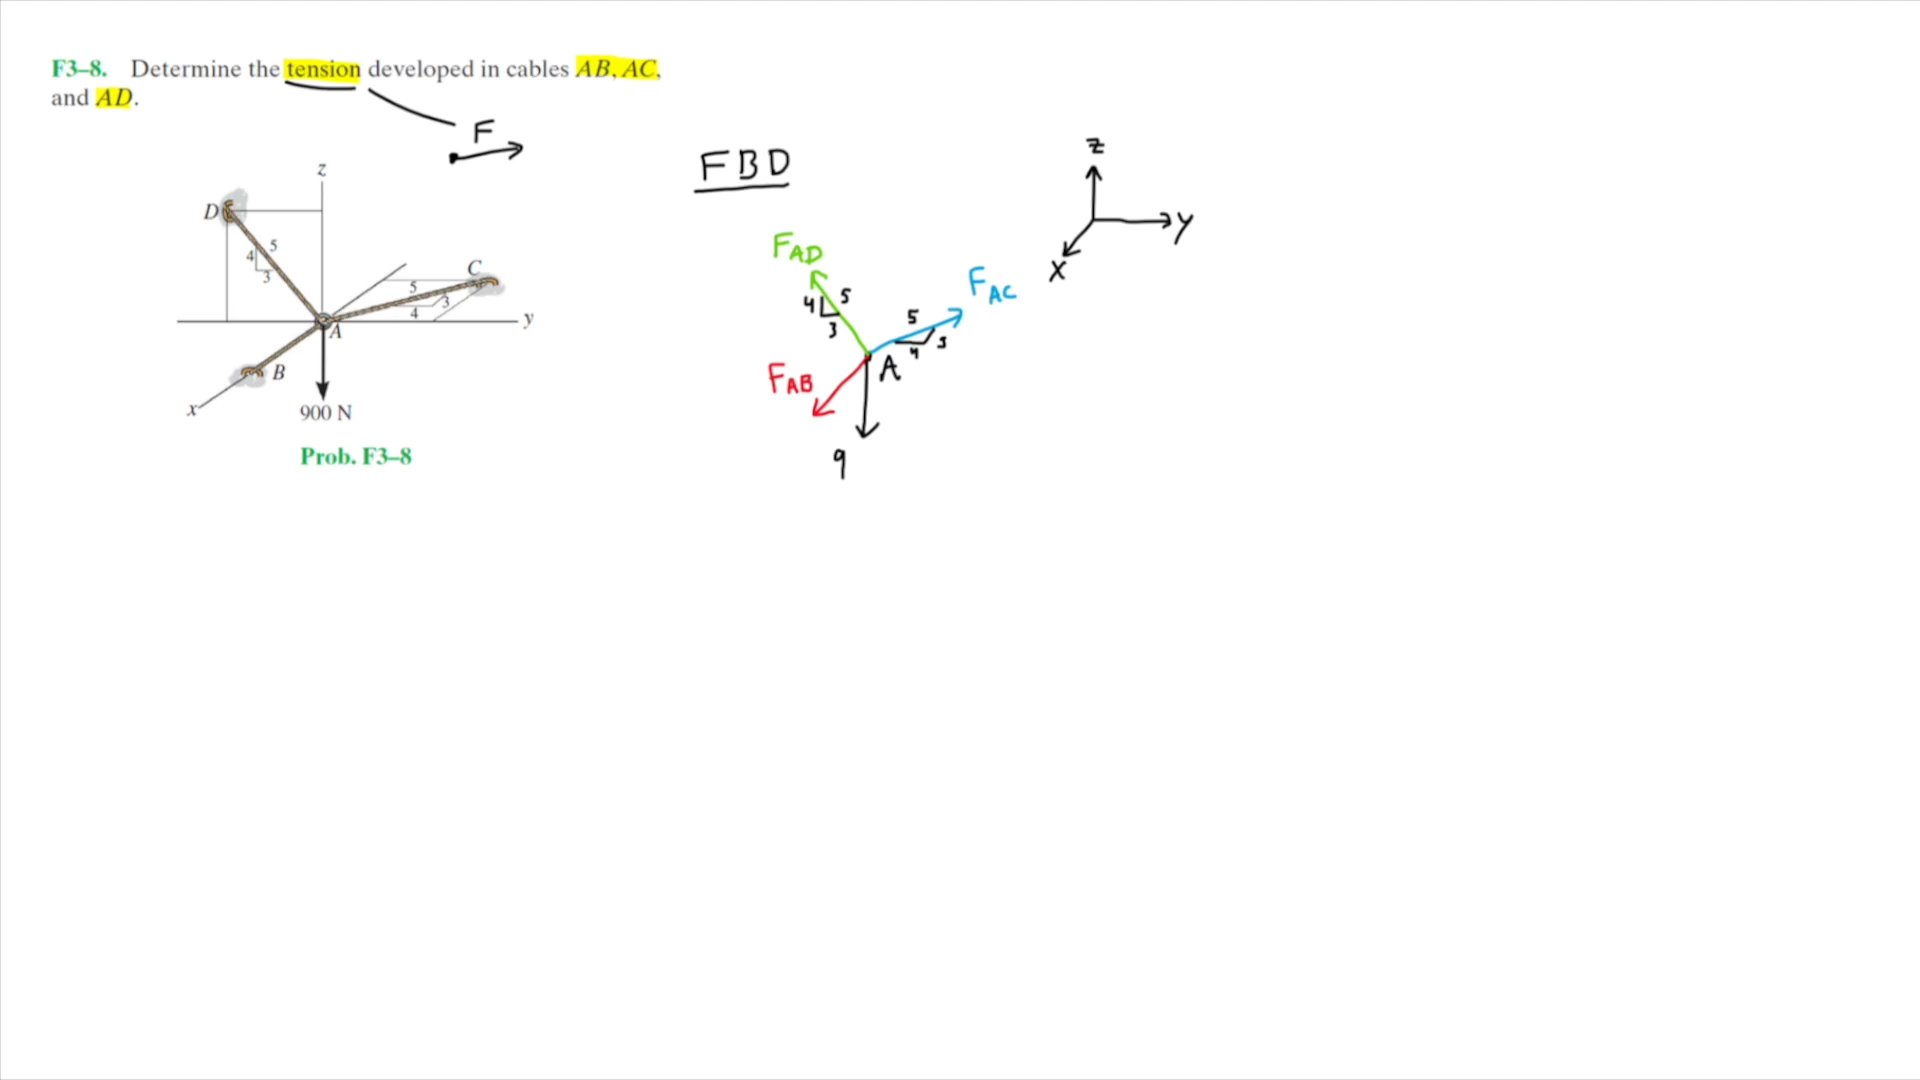 F3–8. Determine the tension developed in cables AB, AC,
and AD.
F
z
D
5
4
3
C
5
3
4
A
y
B
x
900 N
Prob. F3–8
FBD
z
y
x
FAD
4
5
3
FAC
5
4
3
A
FAB
9